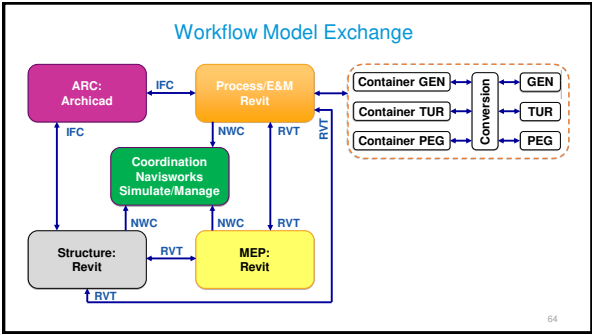 Workflow Model Exchange
ARC:
Archicad
IFC
Process/E&M
Revit
Container GEN
Container TUR
Container PEG
Conversion
GEN
TUR
PEG
IFC
NWC
RVT
RVT
Coordination
Navisworks
Simulate/Manage
NWC
NWC
RVT
Structure:
Revit
RVT
MEP:
Revit
RVT
64